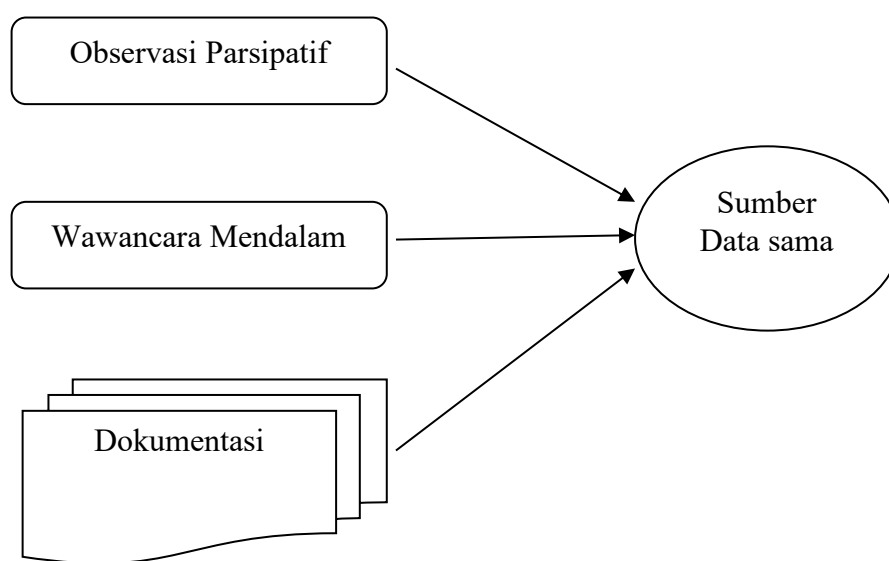 Observasi Parsipatif
Wawancara Mendalam
Dokumentasi
Sumber
Data sama